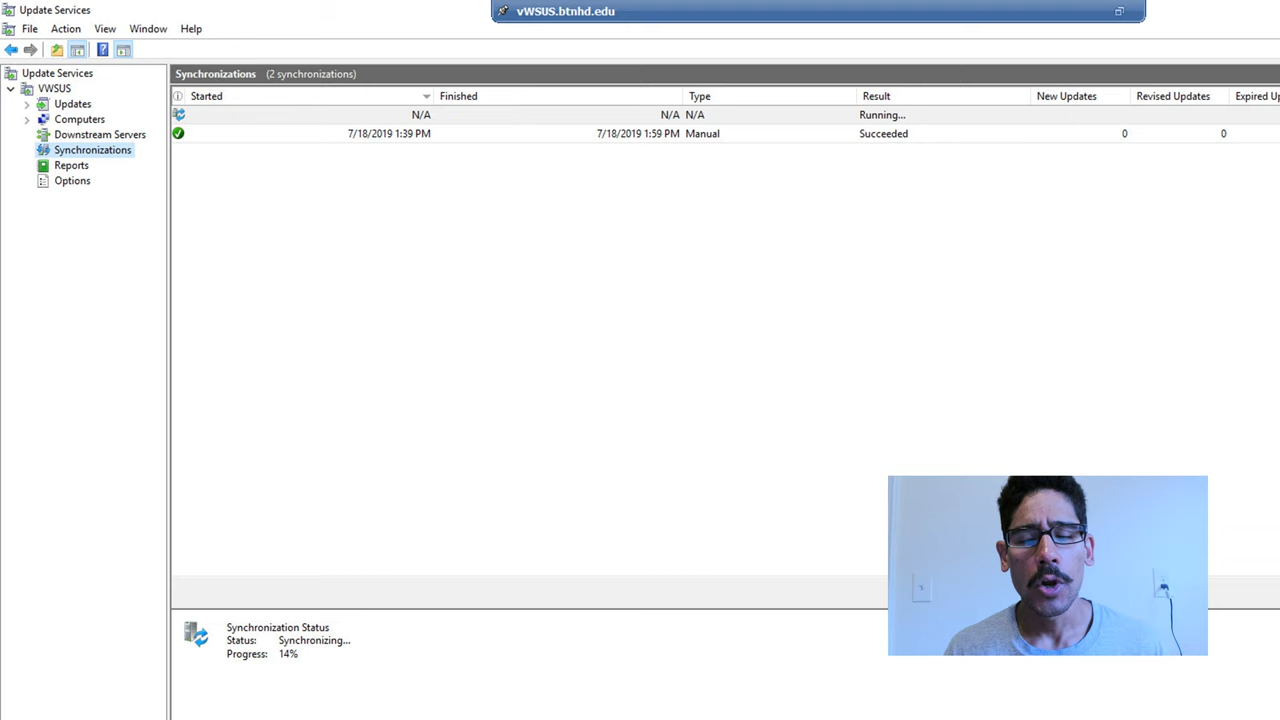 Update Services
vWSUS.btnhd.edu
File Action View Window Help
Update Services
VWSUS
Updates
Computers
Downstream Servers
Synchronizations
Reports
Options
Synchronizations (2 synchronizations)
Started Finished Type Result New Updates Revised Updates Expired Up
N/A N/A N/A Running...
7/18/2019 1:39 PM 7/18/2019 1:59 PM Manual Succeeded 0 0
Synchronization Status
Status: Synchronizing...
Progress: 14%